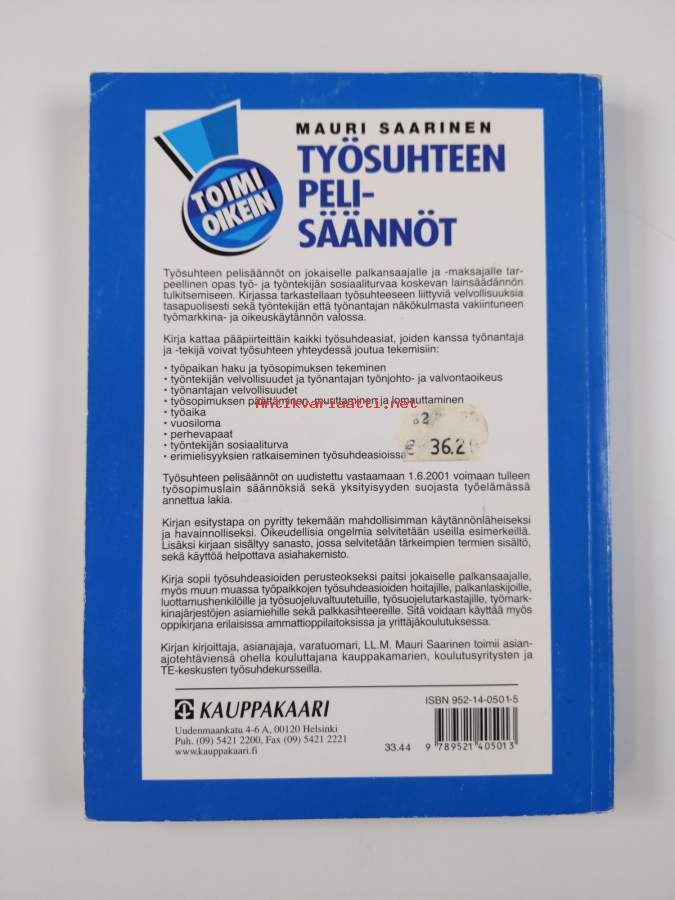 MAURI SAARINEN
TYÖSUHTEEN
PELI-
SÄÄNNÖT
TOIMI
OIKEIN
Työsuhteen pelisäännöt on jokaiselle palkansaajalle ja -maksajalle tar-
peellinen opas työ- ja työntekijän sosiaaliturvaa koskevan lainsäädännön
tulkitsemiseen. Kirjassa tarkastellaan työsuhteeseen liittyviä velvollisuuksia
tasapuolisesti sekä työntekijän että työnantajan näkökulmasta vakiintuneen
työmarkkina- ja oikeuskäytännön valossa.
Kirja kattaa pääpiirteittäin kaikki työsuhdeasiat, joiden kanssa työnantaja
ja -tekijä voivat työsuhteen yhteydessä joutua tekemisiin:
• työpaikan haku ja työsopimuksen tekeminen
• työntekijän velvollisuudet ja työnantajan työnjohto- ja valvontaoikeus
• työnantajan velvollisuudet
• työsopimuksen päättäminen, muuttaminen ja lomauttaminen
Antikvariaatti.net
• työaika
• vuosiloma
• perhevapaat
• työntekijän sosiaaliturva
• erimielisyyksien ratkaiseminen työsuhdeasioissa
82
€ 36.2
Työsuhteen pelisäännöt on uudistettu vastaamaan 1.6.2001 voimaan tulleen
työsopimuslain säännöksiä sekä yksityisyyden suojasta työelämässä
annettua lakia.
Kirjan esitystapa on pyritty tekemään mahdollisimman käytännönläheiseksi
ja havainnolliseksi. Oikeudellisia ongelmia selvitetään useilla esimerkeillä.
Lisäksi kirjaan sisältyy sanasto, jossa selvitetään tärkeimpien termien sisältö,
sekä käyttöä helpottava asiahakemisto.
Kirja sopii työsuhdeasioiden perusteokseksi paitsi jokaiselle palkansaajalle,
myös muun muassa työpaikkojen työsuhdeasioiden hoitajille, palkanlaskijoille,
luottamushenkilöille ja työsuojeluvaltuutetuille, työsuojelutarkastajille, työmark-
kinajärjestöjen asiamiehille sekä palkkasihteereille. Sitä voidaan käyttää myös
oppikirjana erilaisissa ammattioppilaitoksissa ja yrittäjäkoulutuksessa.
Kirjan kirjoittaja, asianajaja, varatuomari, LL.M. Mauri Saarinen toimii asian-
ajotehtäviensä ohella kouluttajana kauppakamarien, koulutusyritysten ja
TE-keskusten työsuhdekursseilla.
KAUPPAKAARI
Uudenmaankatu 4-6 A, 00120 Helsinki
Puh. (09) 5421 2200, Fax (09) 5421 2221
www.kauppakaari.fi
ISBN 952-14-0501-5
33.44
9 789521 405013